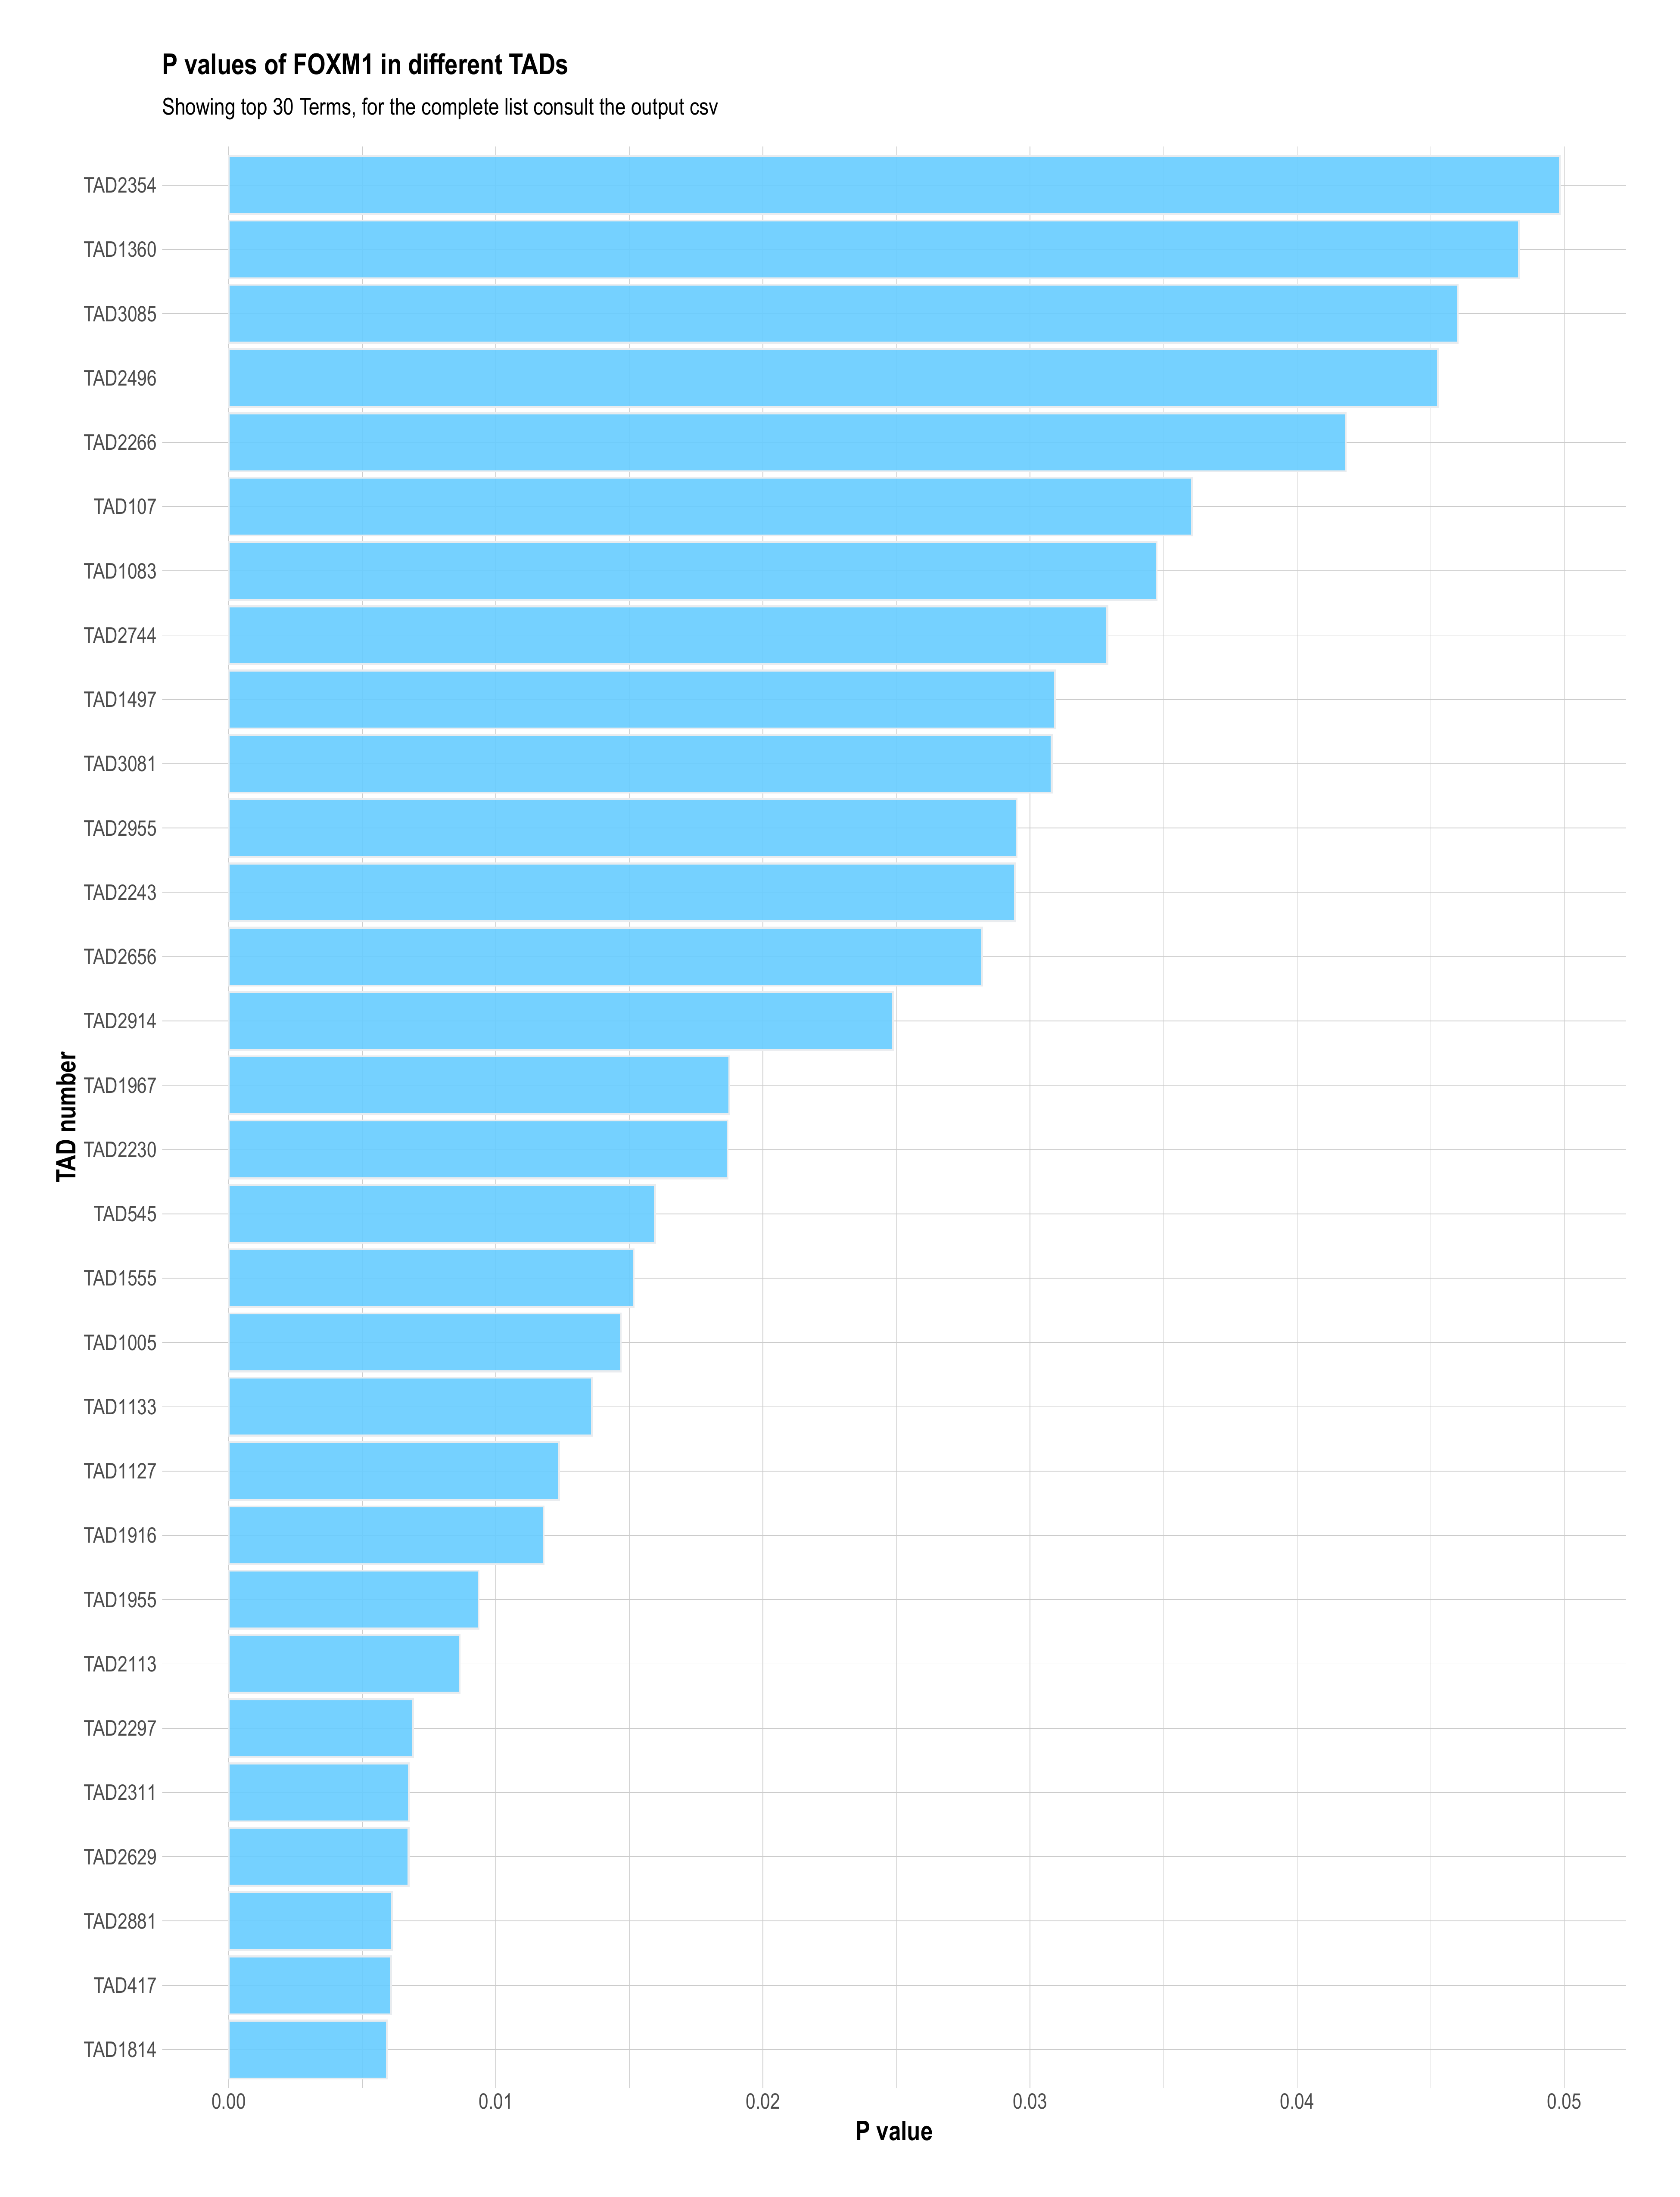 P values of FOXM1 in different TADs
Showing top 30 Terms, for the complete list consult the output csv
TAD number
TAD2354
TAD1360
TAD3085
TAD2496
TAD2266
TAD107
TAD1083
TAD2744
TAD1497
TAD3081
TAD2955
TAD2243
TAD2656
TAD2914
TAD1967
TAD2230
TAD545
TAD1555
TAD1005
TAD1133
TAD1127
TAD1916
TAD1955
TAD2113
TAD2297
TAD2311
TAD2629
TAD2881
TAD417
TAD1814
0.00 0.01 0.02 0.03 0.04 0.05
P value